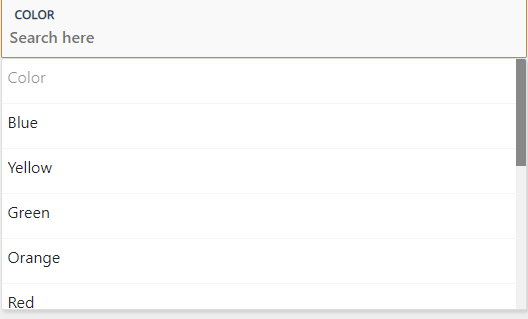 COLOR
Search here
Color
Blue
Yellow
Green
Orange
Red